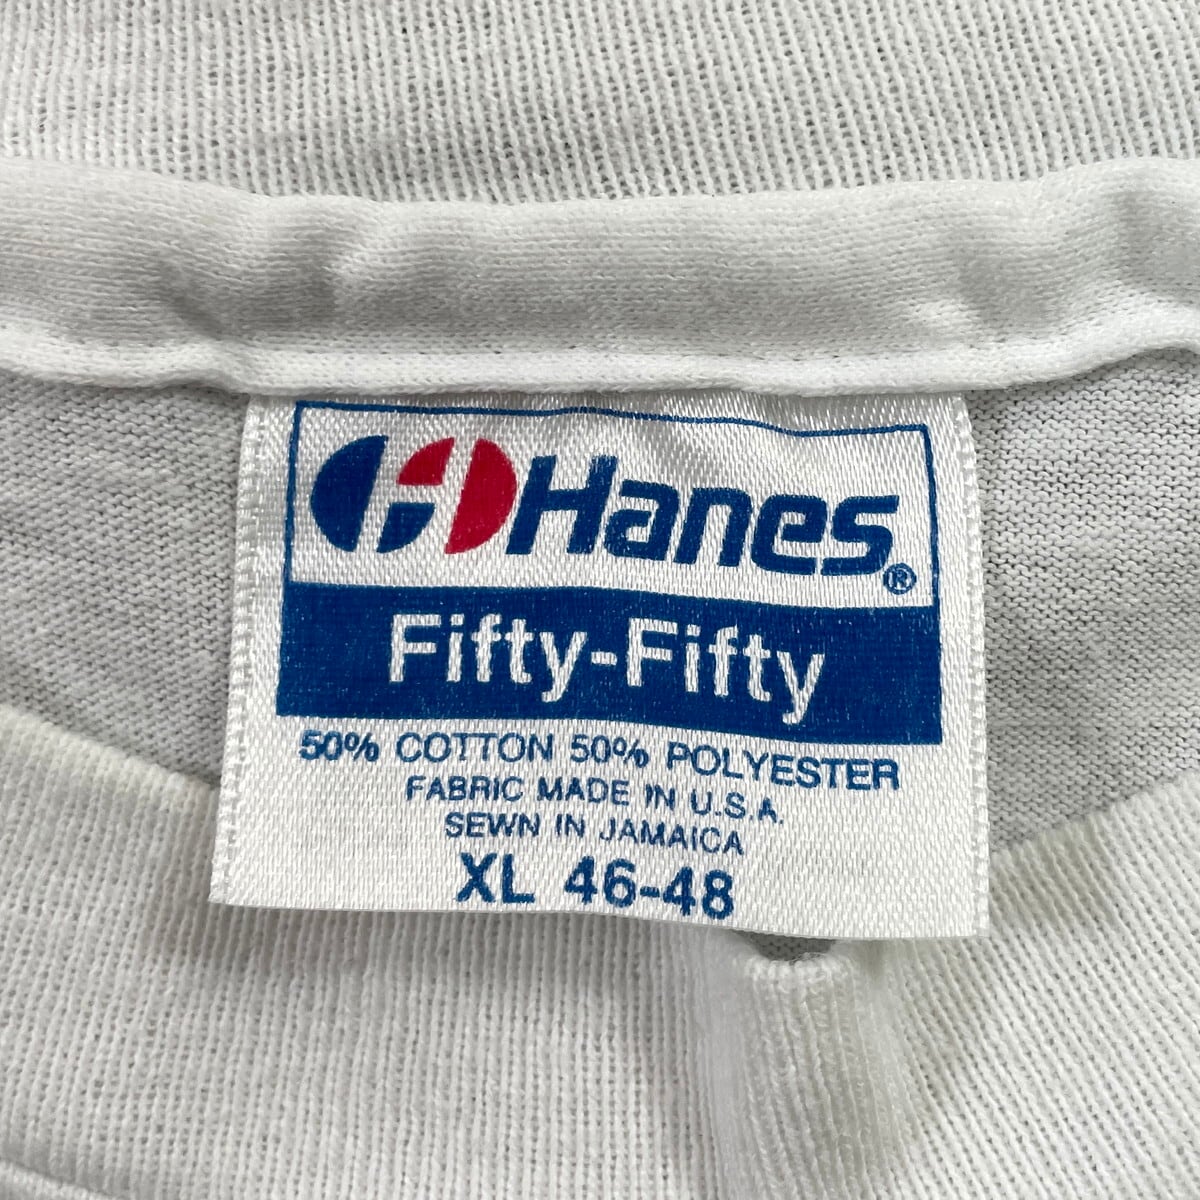 Hanes®
Fifty-Fifty
50% COTTON 50% POLYESTER
FABRIC MADE IN U.S.A.
SEWN IN JAMAICA
XL 46-48